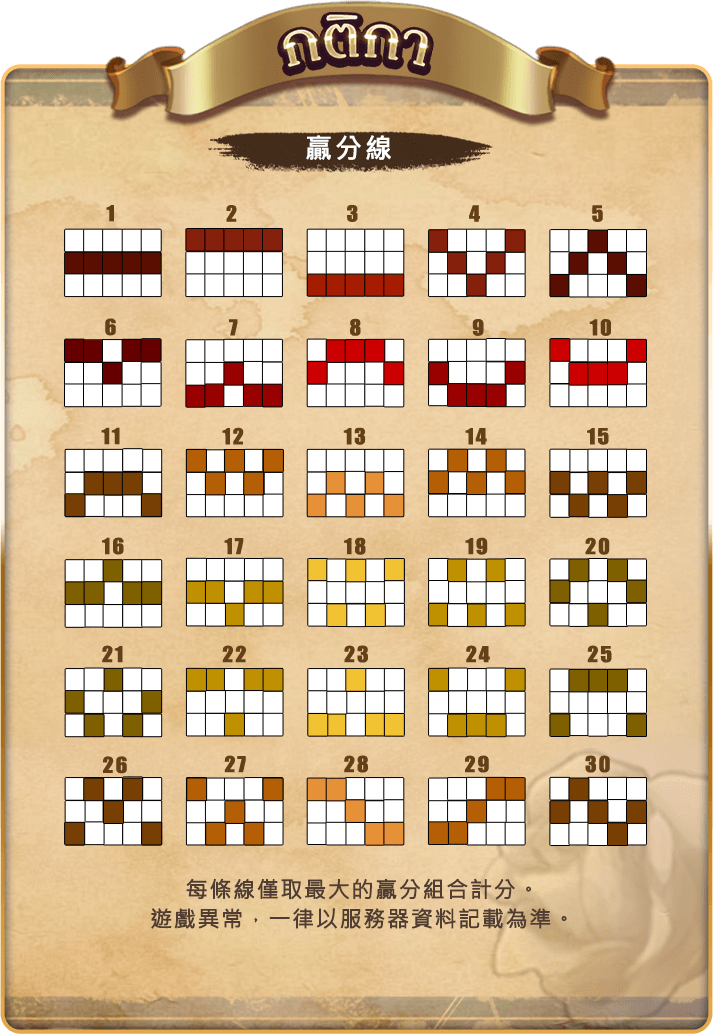 กติกา
贏分線
1 2 3 4 5
6 7 8 9 10
11 12 13 14 15
16 17 18 19 20
21 22 23 24 25
26 27 28 29 30
每條線僅取最大的贏分組合計分。
遊戲異常，一律以服務器資料記載為準。